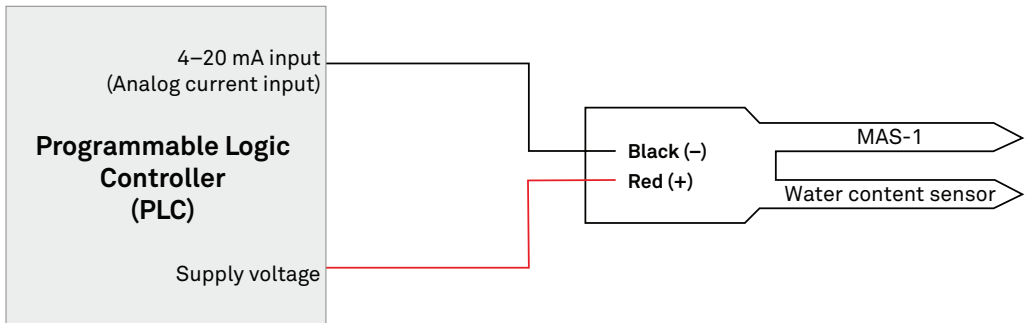 4–20 mA input
(Analog current input)
Programmable Logic
Controller
(PLC)
Supply voltage
Black (–)
Red (+)
MAS-1
Water content sensor